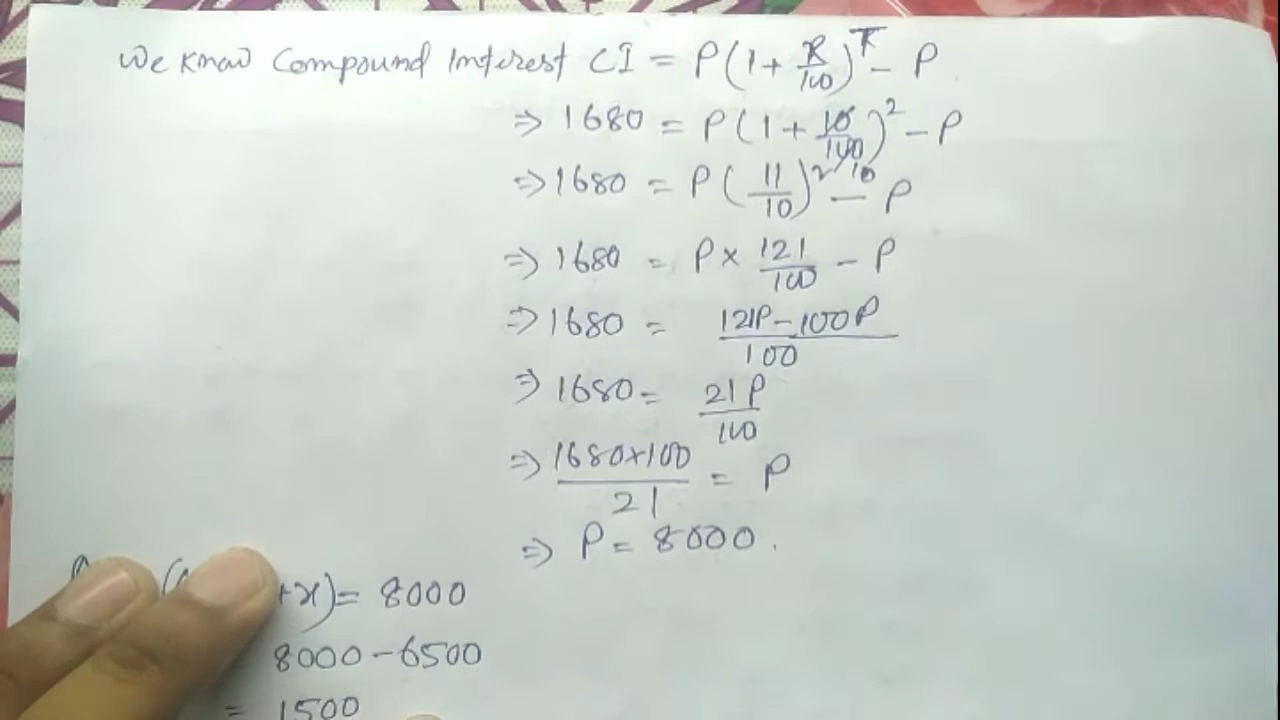 We know Compound Interest CI = P(1 + R/100)^T - P
⇒ 1680 = P(1 + 10/100)^2 - P
10
⇒ 1680 = P(11/10)^2 - P
⇒ 1680 = P × 121/100 - P
⇒ 1680 = 121P - 100P/100
⇒ 1680 = 21P/100
⇒ 1680×100/21 = P
⇒ P = 8000.
+x) = 8000
8000 - 6500
= 1500